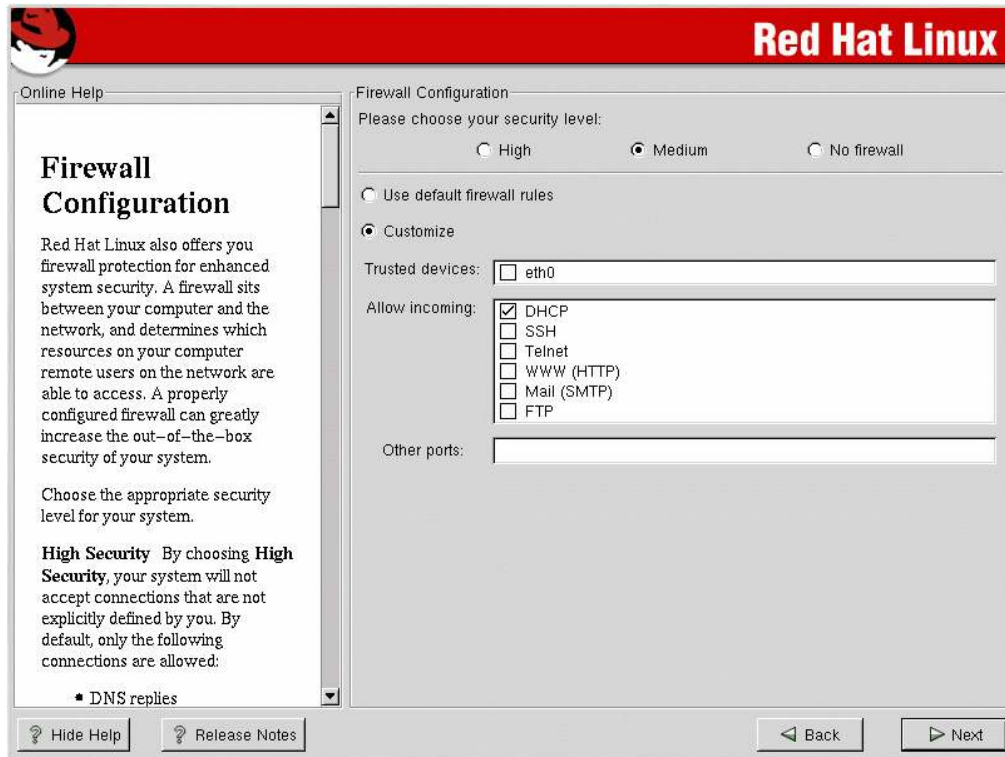 Red Hat Linux
Online Help
Firewall
Configuration
Red Hat Linux also offers you
firewall protection for enhanced
system security. A firewall sits
between your computer and the
network, and determines which
resources on your computer
remote users on the network are
able to access. A properly
configured firewall can greatly
increase the out-of-the-box
security of your system.
Choose the appropriate security
level for your system.
High Security By choosing High
Security, your system will not
accept connections that are not
explicitly defined by you. By
default, only the following
connections are allowed:
• DNS replies
Firewall Configuration
Please choose your security level:
High Medium No firewall
Use default firewall rules
Customize
Trusted devices: eth0
Allow incoming: DHCP
SSH
Telnet
WWW (HTTP)
Mail (SMTP)
FTP
Other ports:
Hide Help Release Notes Back Next